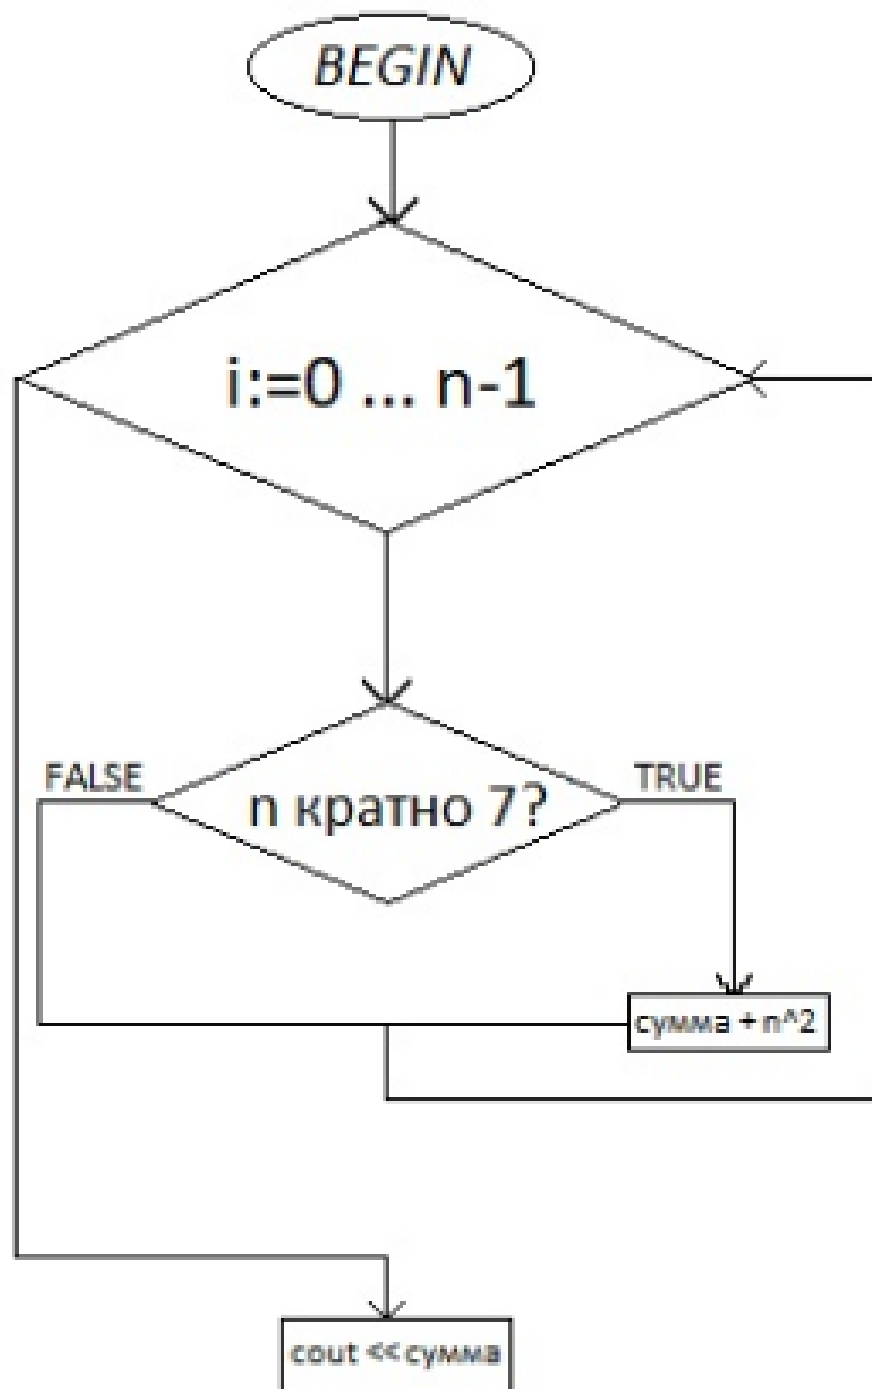 BEGIN
i:=0 ... n-1
FALSE
n кратно 7?
TRUE
сумма + n^2
cout << сумма